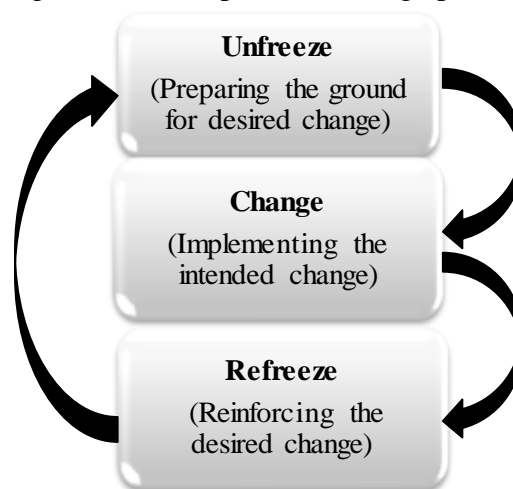 Unfreeze
(Preparing the ground
for desired change)
Change
(Implementing the
intended change)
Refreeze
(Reinforcing the
desired change)